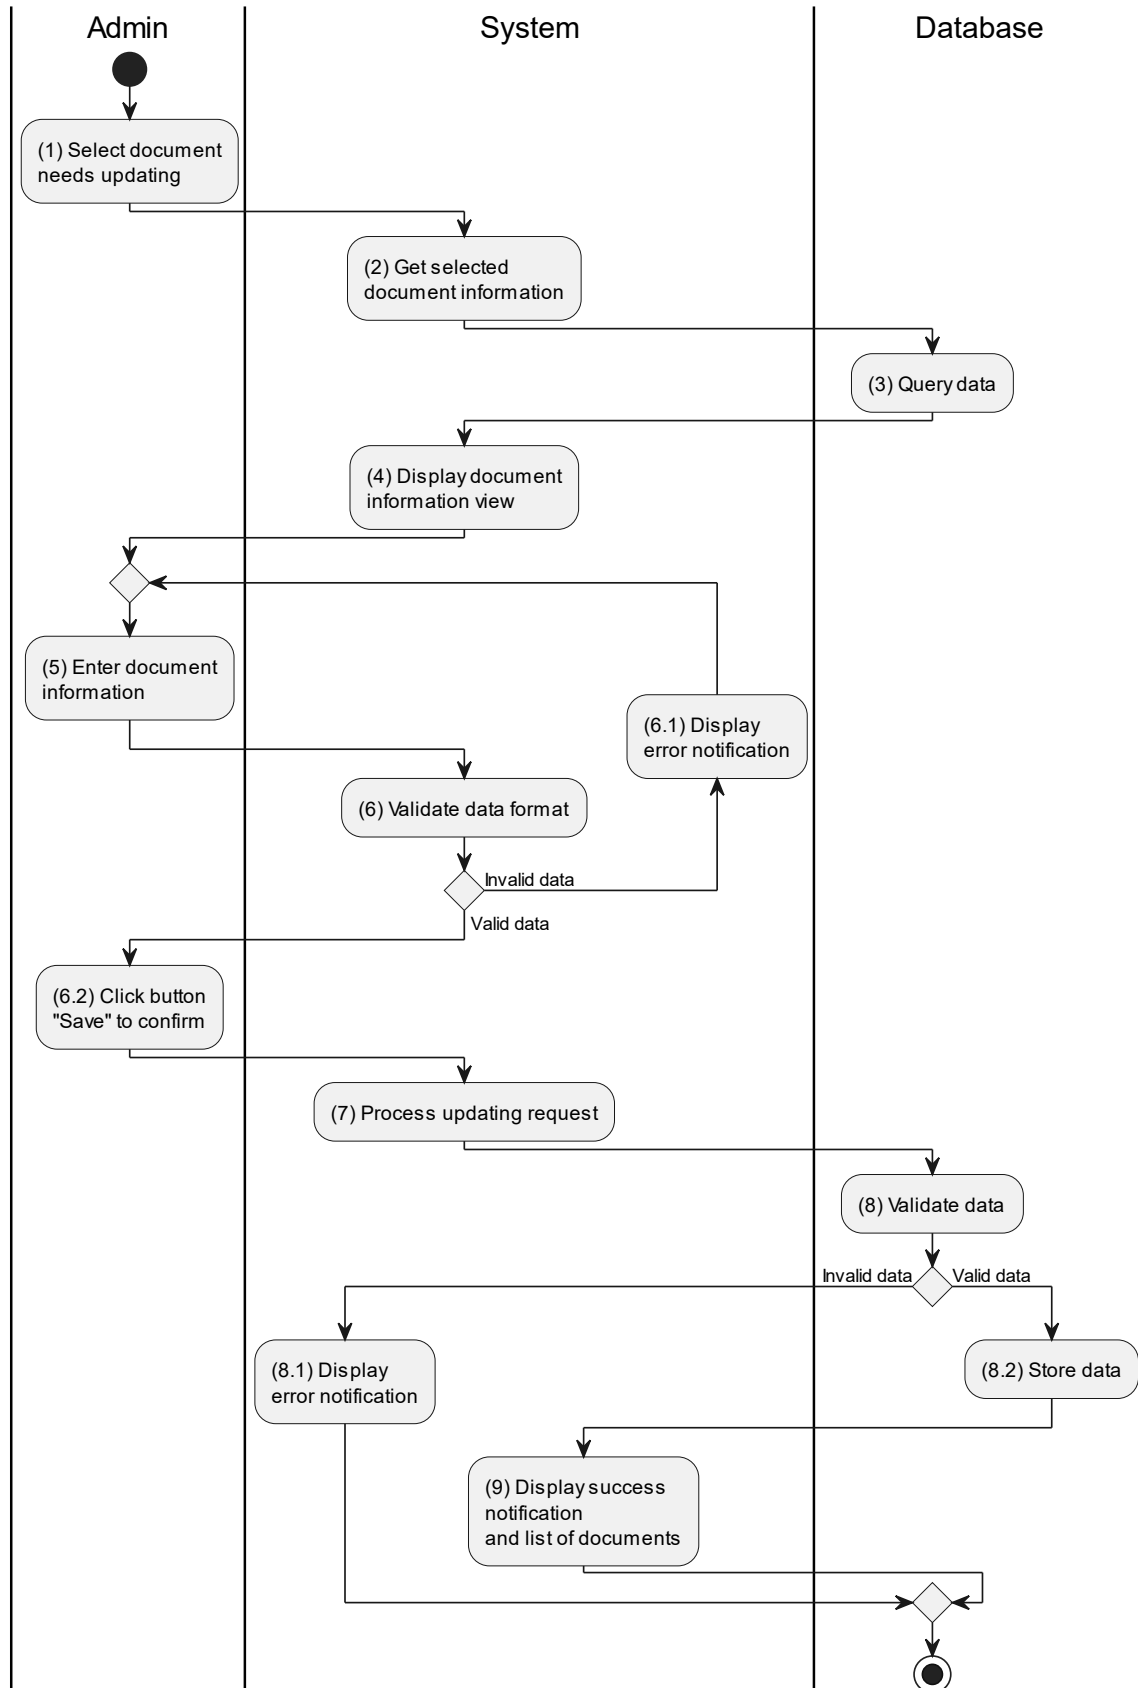 Admin
System
Database
(1) Select document
needs updating
(2) Get selected
document information
(3) Query data
(4) Display document
information view
(5) Enter document
information
(6.1) Display
error notification
(6) Validate data format
Invalid data
Valid data
(6.2) Click button
"Save" to confirm
(7) Process updating request
(8) Validate data
Invalid data
Valid data
(8.1) Display
error notification
(8.2) Store data
(9) Display success
notification
and list of documents